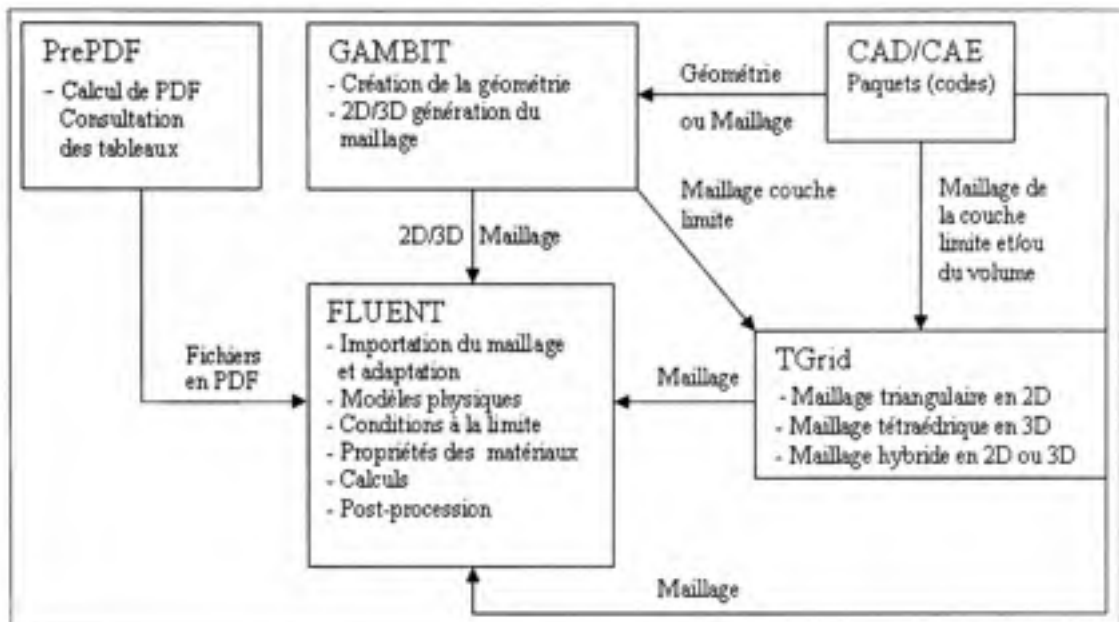 PrePDF
- Calcul de PDF
Consultation
des tableaux
GAMBIT
- Création de la géométrie
- 2D/3D génération du
maillage
Géométrie
ou Maillage
CAD/CAE
Paquets (codes)
2D/3D Maillage
Maillage couche
limite
Maillage de
la couche
limite et/ou
du volume
Fichiers
en PDF
FLUENT
- Importation du maillage
et adaptation
- Modèles physiques
- Conditions à la limite
- Propriétés des matériaux
- Calculs
- Post-procession
Maillage
TGrid
- Maillage triangulaire en 2D
- Maillage tétraédrique en 3D
- Maillage hybride en 2D ou 3D
Maillage